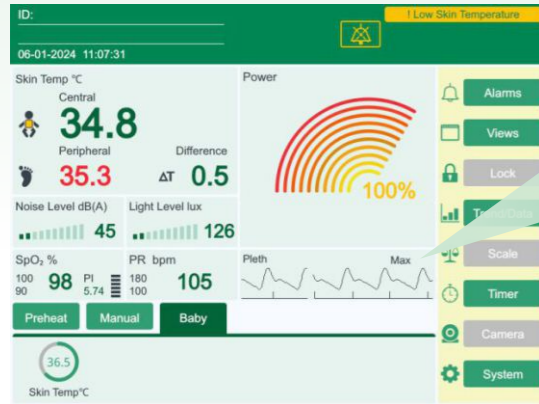 ID:
! Low Skin Temperature
06-01-2024 11:07:31
Skin Temp °C
Central
34.8
Peripheral
35.3
Difference
ΔT 0.5
Power
100%
Noise Level dB(A)
45
Light Level lux
126
SpO₂ %
100
90
98
PI
5.74
PR bpm
180
100
105
Pleth
Max
Preheat
Manual
Baby
36.5
Skin Temp°C
Alarms
Views
Lock
Trend/Data
Scale
Timer
Camera
System